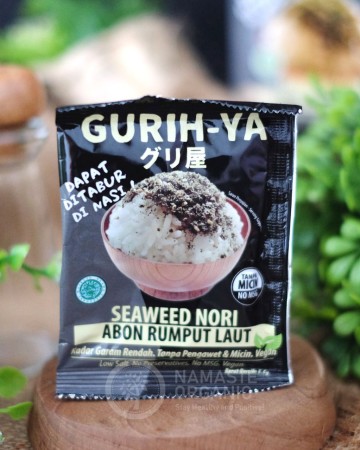 GURIH-YA
グリ屋
DAPAT
DITABUR
DI NASI!
TANPA
MICIN
NO MSG
SEAWEED NORI
ABON RUMPUT LAUT
Kadar Garam Rendah, Tanpa Pengawet & Micin, Vegan
Low Salt, No Preservatives, No MSG, Vegan
NAMASTE
ORGANIC